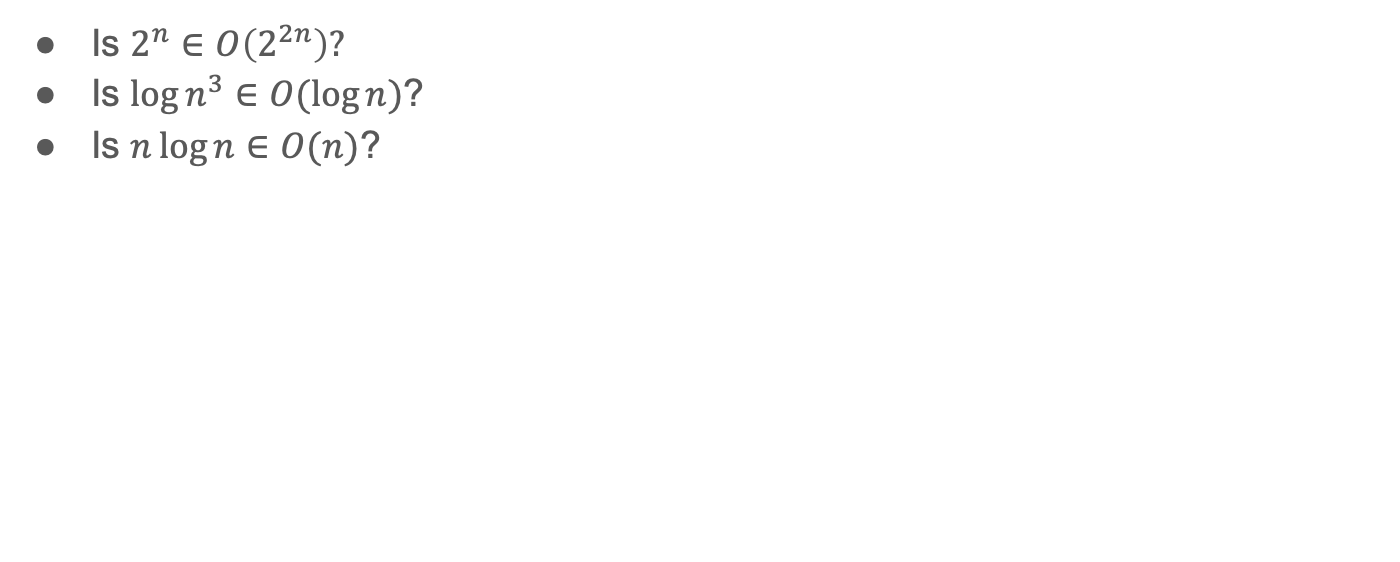 ● Is 2ⁿ ∈ O(2²ⁿ)?
● Is log n³ ∈ O(log n)?
● Is n log n ∈ O(n)?